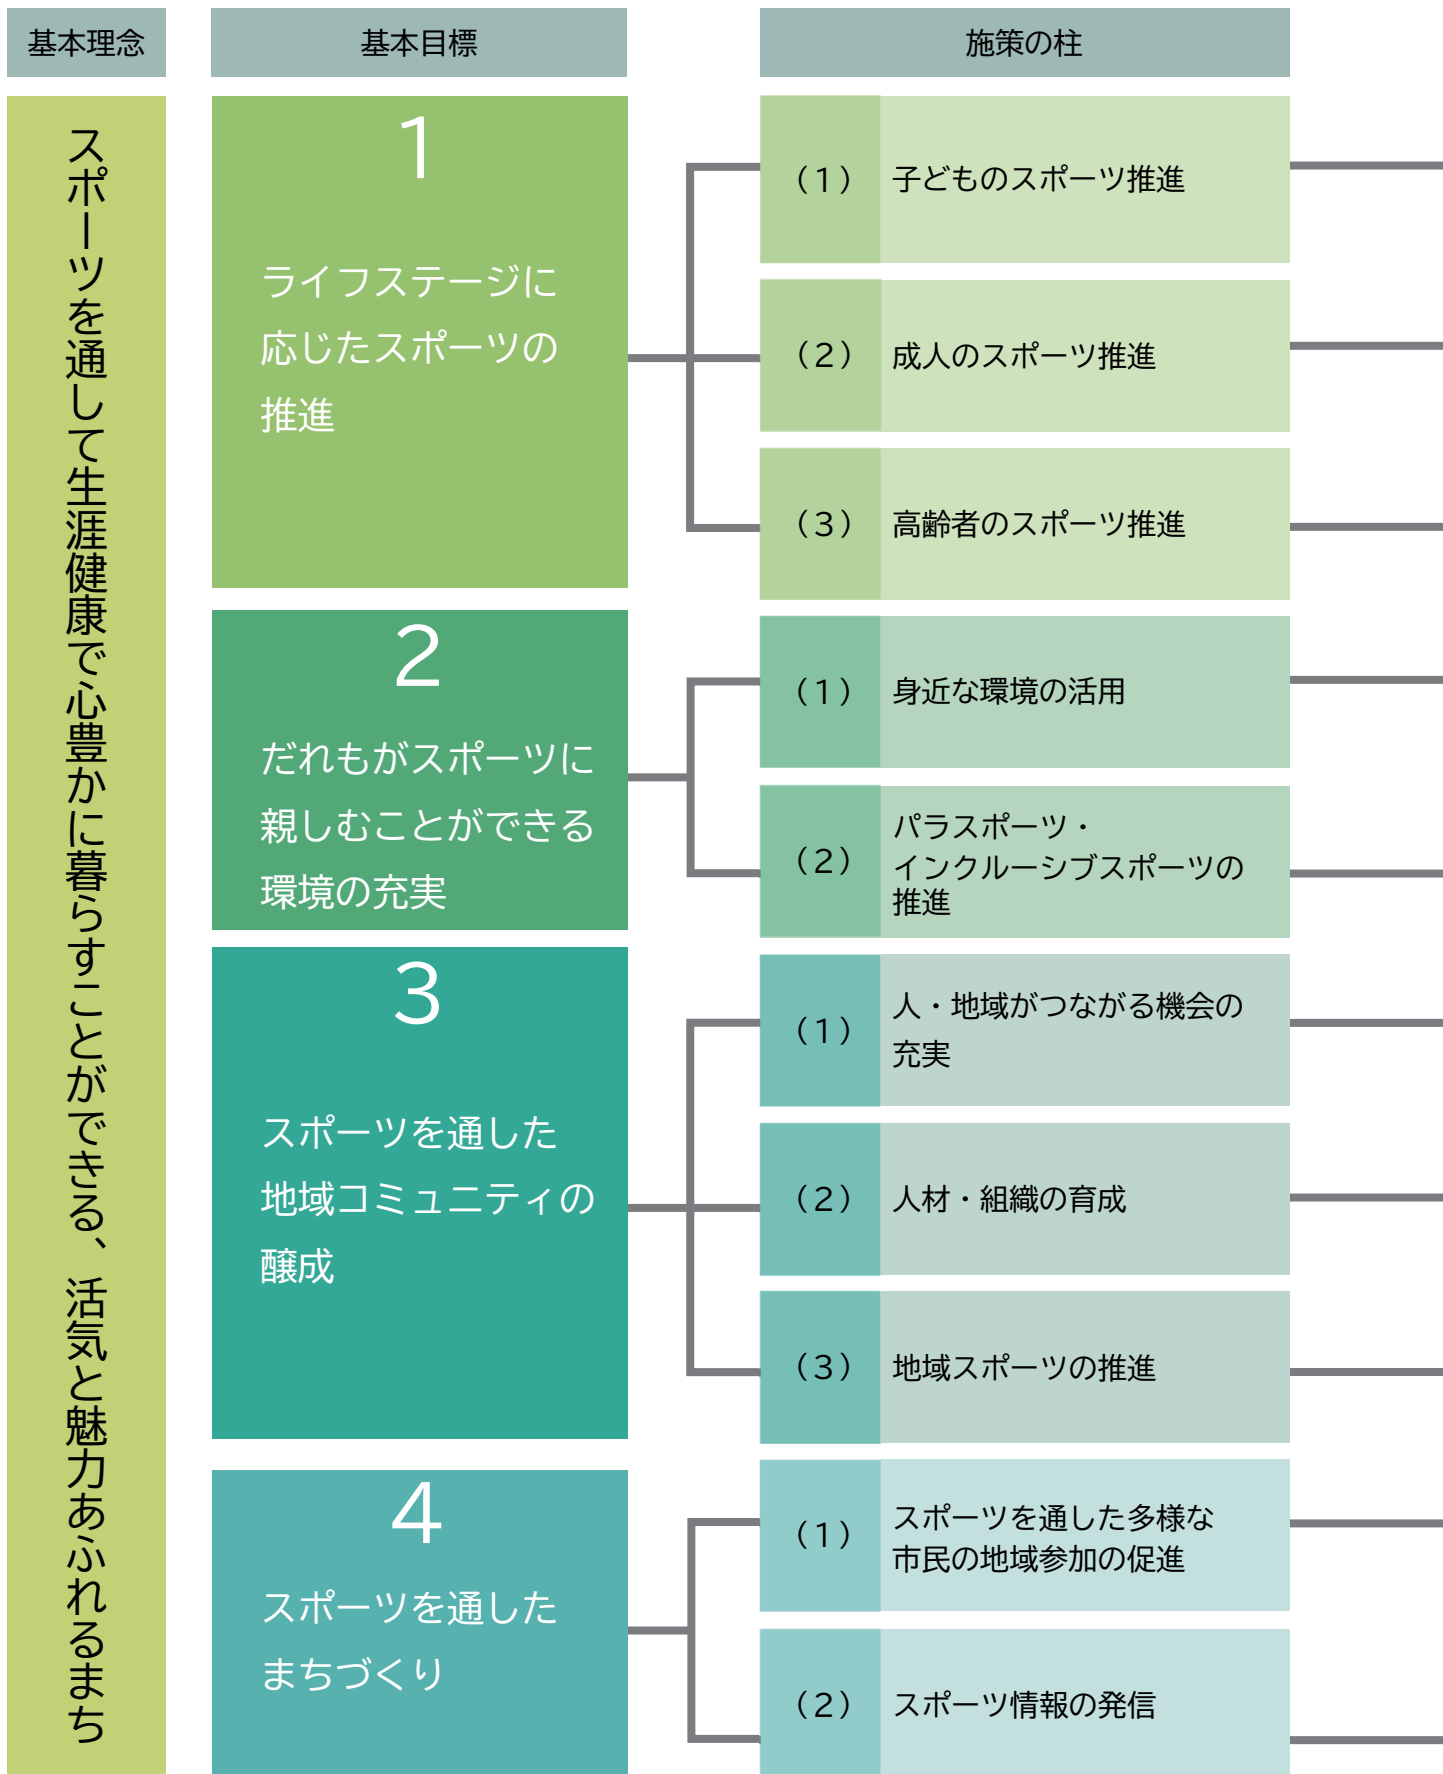 基本理念
基本目標
施策の柱
スポーツを通して生涯健康で心豊かに暮らすことができる、活気と魅力あふれるまち
1
ライフステージに
応じたスポーツの
推進
(1) 子どものスポーツ推進
(2) 成人のスポーツ推進
(3) 高齢者のスポーツ推進
2
だれもがスポーツに
親しむことができる
環境の充実
(1) 身近な環境の活用
(2)
パラスポーツ・
インクルーシブスポーツの
推進
3
スポーツを通した
地域コミュニティの
醸成
(1)
人・地域がつながる機会の
充実
(2) 人材・組織の育成
(3) 地域スポーツの推進
4
スポーツを通した
まちづくり
(1)
スポーツを通した多様な
市民の地域参加の促進
(2) スポーツ情報の発信